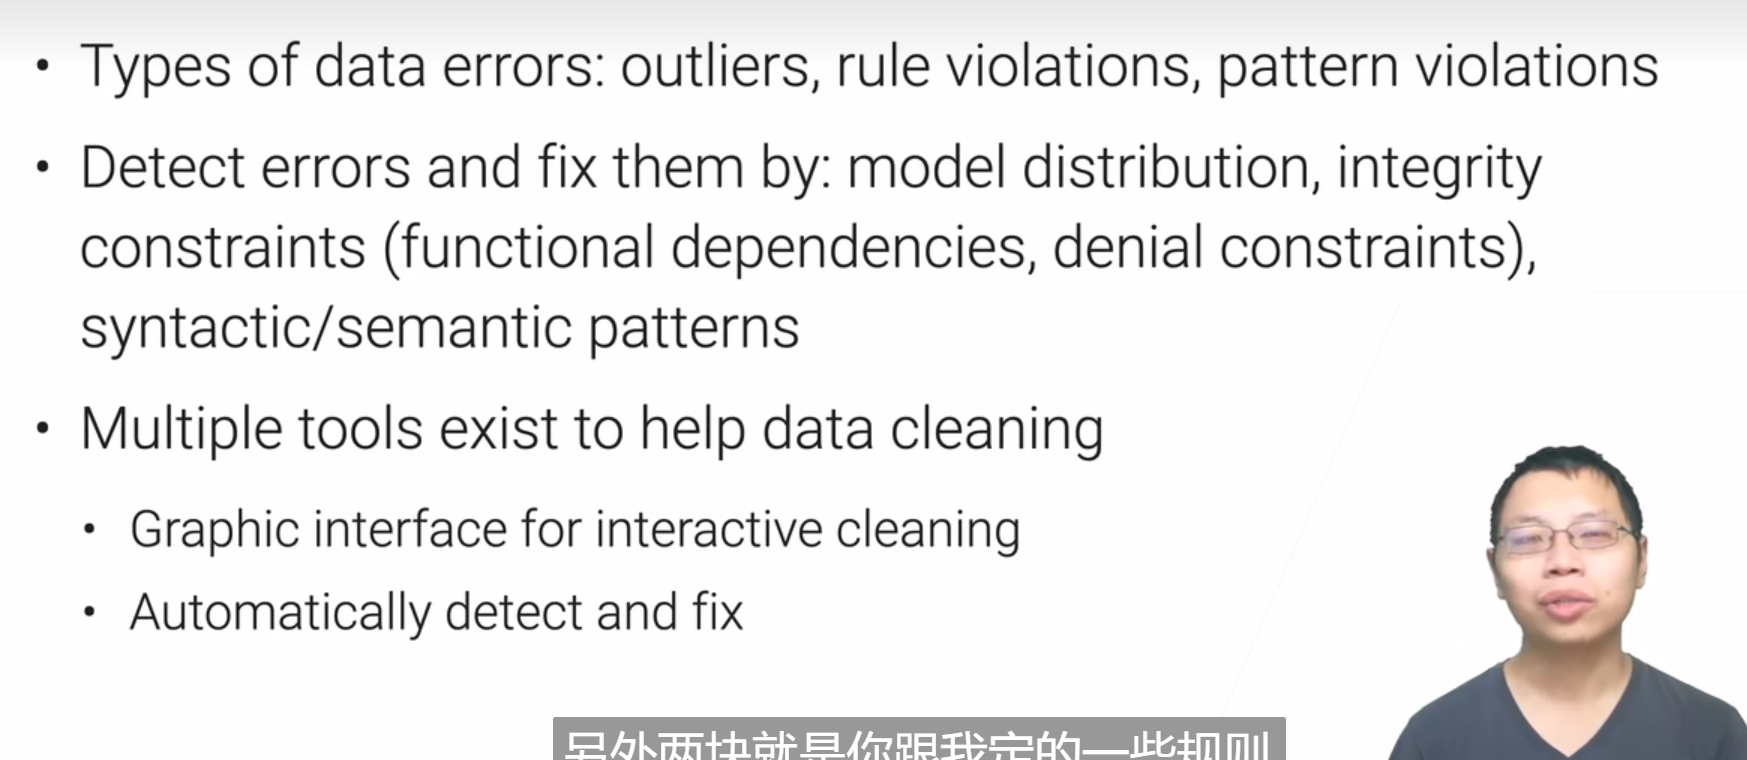 • Types of data errors: outliers, rule violations, pattern violations
• Detect errors and fix them by: model distribution, integrity
constraints (functional dependencies, denial constraints),
syntactic/semantic patterns
• Multiple tools exist to help data cleaning
• Graphic interface for interactive cleaning
• Automatically detect and fix
另外两块就是你跟我定的一些规则